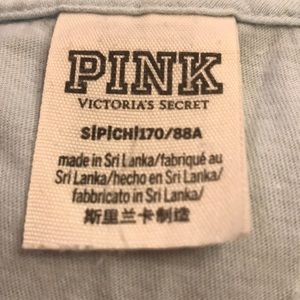 PINK
VICTORIA'S SECRET
S|P|CH|170/88A
made in Sri Lanka/fabriqué au
Sri Lanka/hecho en Sri Lanka/
fabbricato in Sri Lanka/
斯里兰卡制造